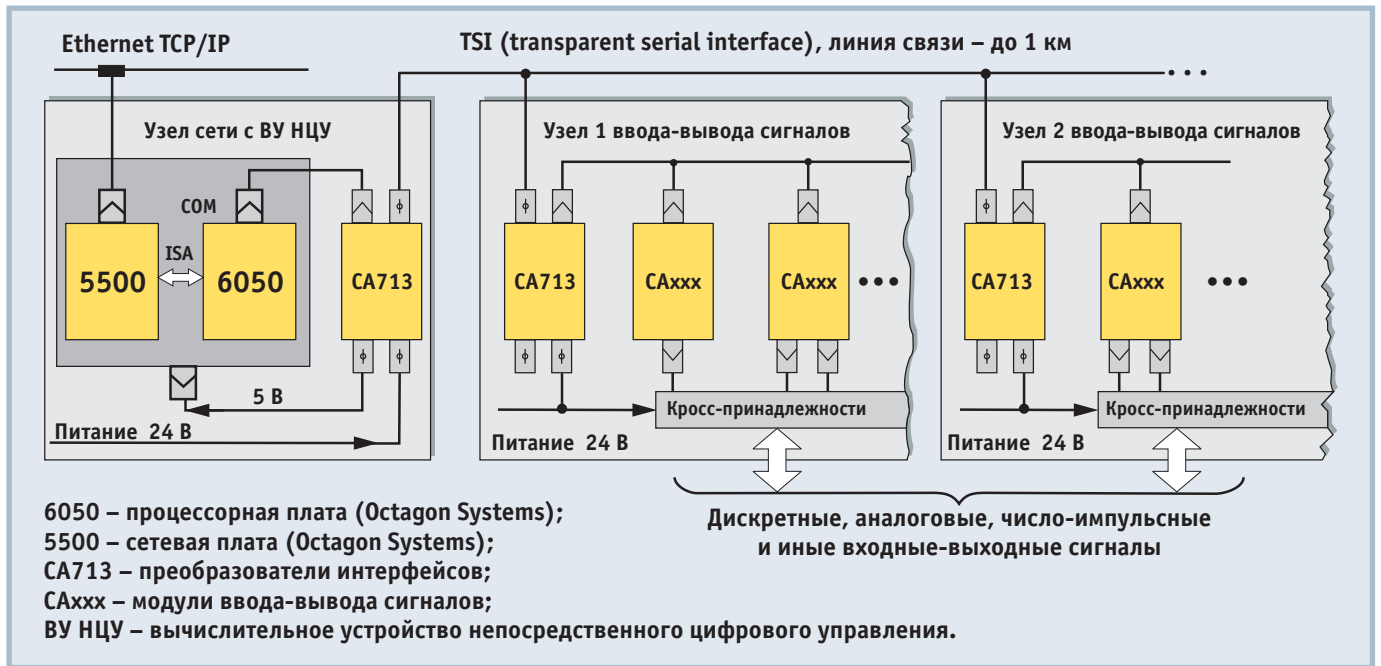 Ethernet TCP/IP
TSI (transparent serial interface), линия связи – до 1 км
Узел сети с ВУ НЦУ
Узел 1 ввода-вывода сигналов
Узел 2 ввода-вывода сигналов
COM
ISA
5500
6050
CA713
CA713
CAxxx
CAxxx
CA713
CAxxx
5 В
Питание 24 В
Кросс-принадлежности
Питание 24 В
Кросс-принадлежности
Питание 24 В
6050 – процессорная плата (Octagon Systems);
5500 – сетевая плата (Octagon Systems);
CA713 – преобразователи интерфейсов;
CAxxx – модули ввода-вывода сигналов;
ВУ НЦУ – вычислительное устройство непосредственного цифрового управления.
Дискретные, аналоговые, число-импульсные
и иные входные-выходные сигналы